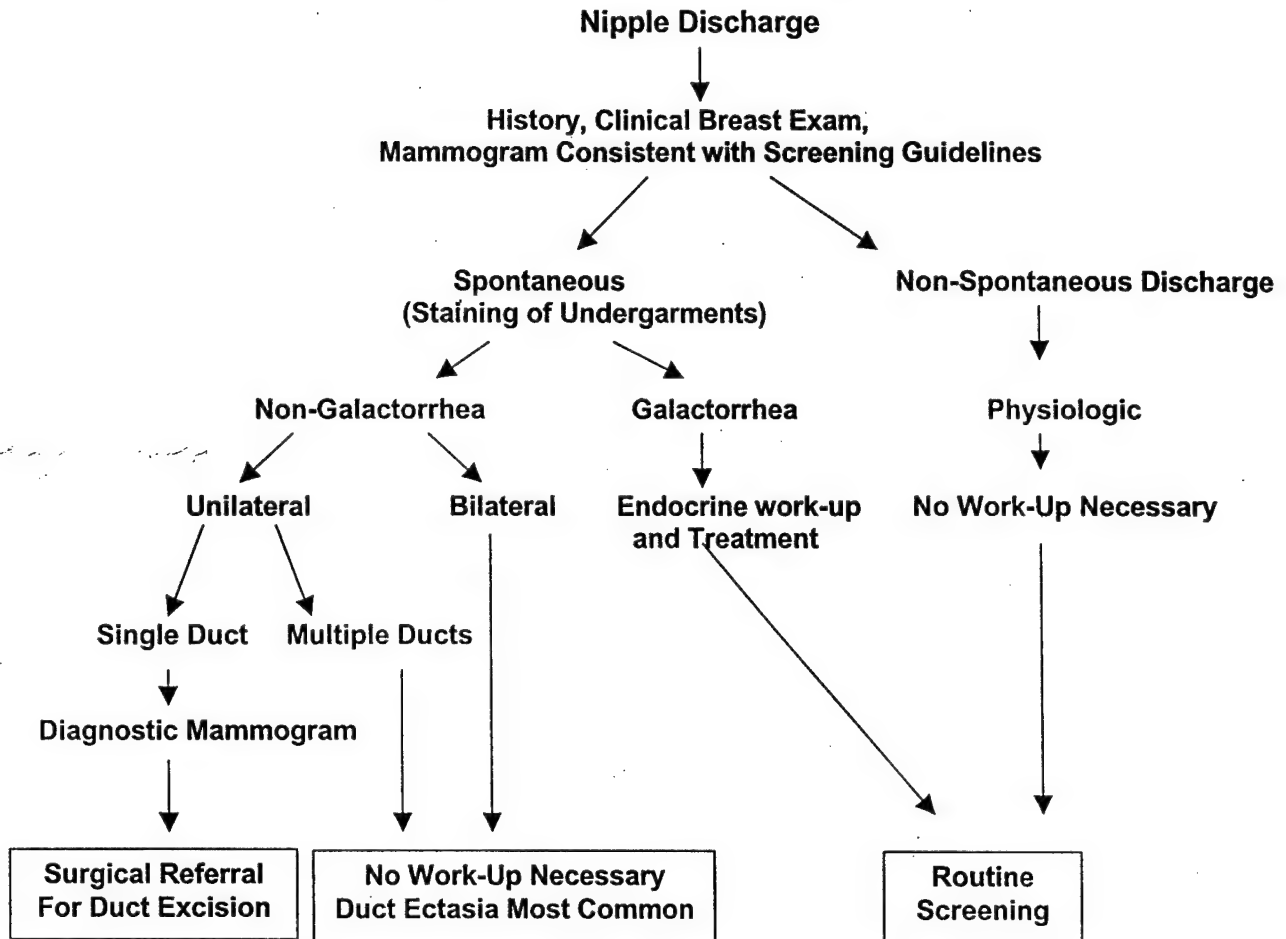 Nipple Discharge
History, Clinical Breast Exam,
Mammogram Consistent with Screening Guidelines
Spontaneous
(Staining of Undergarments)
Non-Spontaneous Discharge
Non-Galactorrhea
Galactorrhea
Physiologic
Unilateral
Bilateral
Endocrine work-up
and Treatment
No Work-Up Necessary
Single Duct
Multiple Ducts
Diagnostic Mammogram
Surgical Referral
For Duct Excision
No Work-Up Necessary
Duct Ectasia Most Common
Routine
Screening